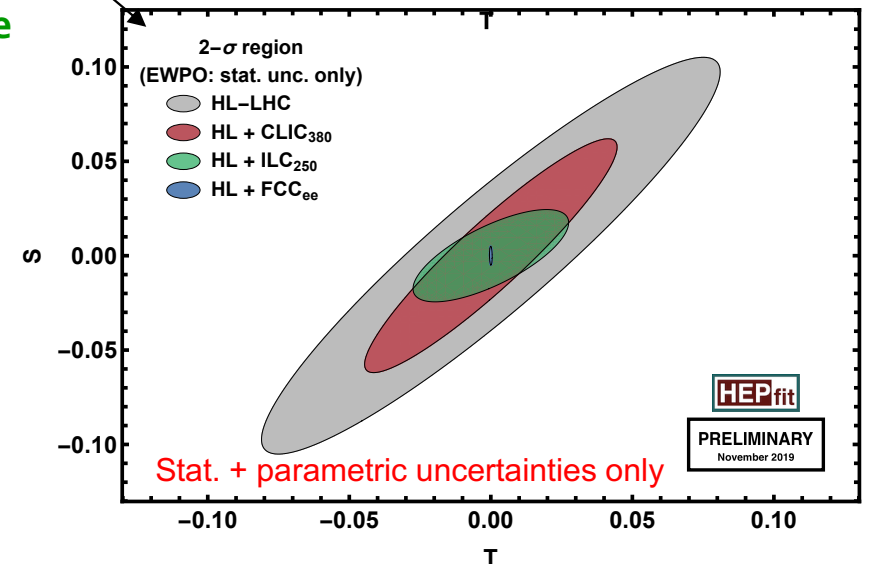 e
T
2−σ region
(EWPO: stat. unc. only)
HL−LHC
HL + CLIC₃₈₀
HL + ILC₂₅₀
HL + FCCₑₑ
0.10
0.05
0.00
−0.05
−0.10
S
HEPfit
PRELIMINARY
November 2019
Stat. + parametric uncertainties only
−0.10 −0.05 0.00 0.05 0.10
T